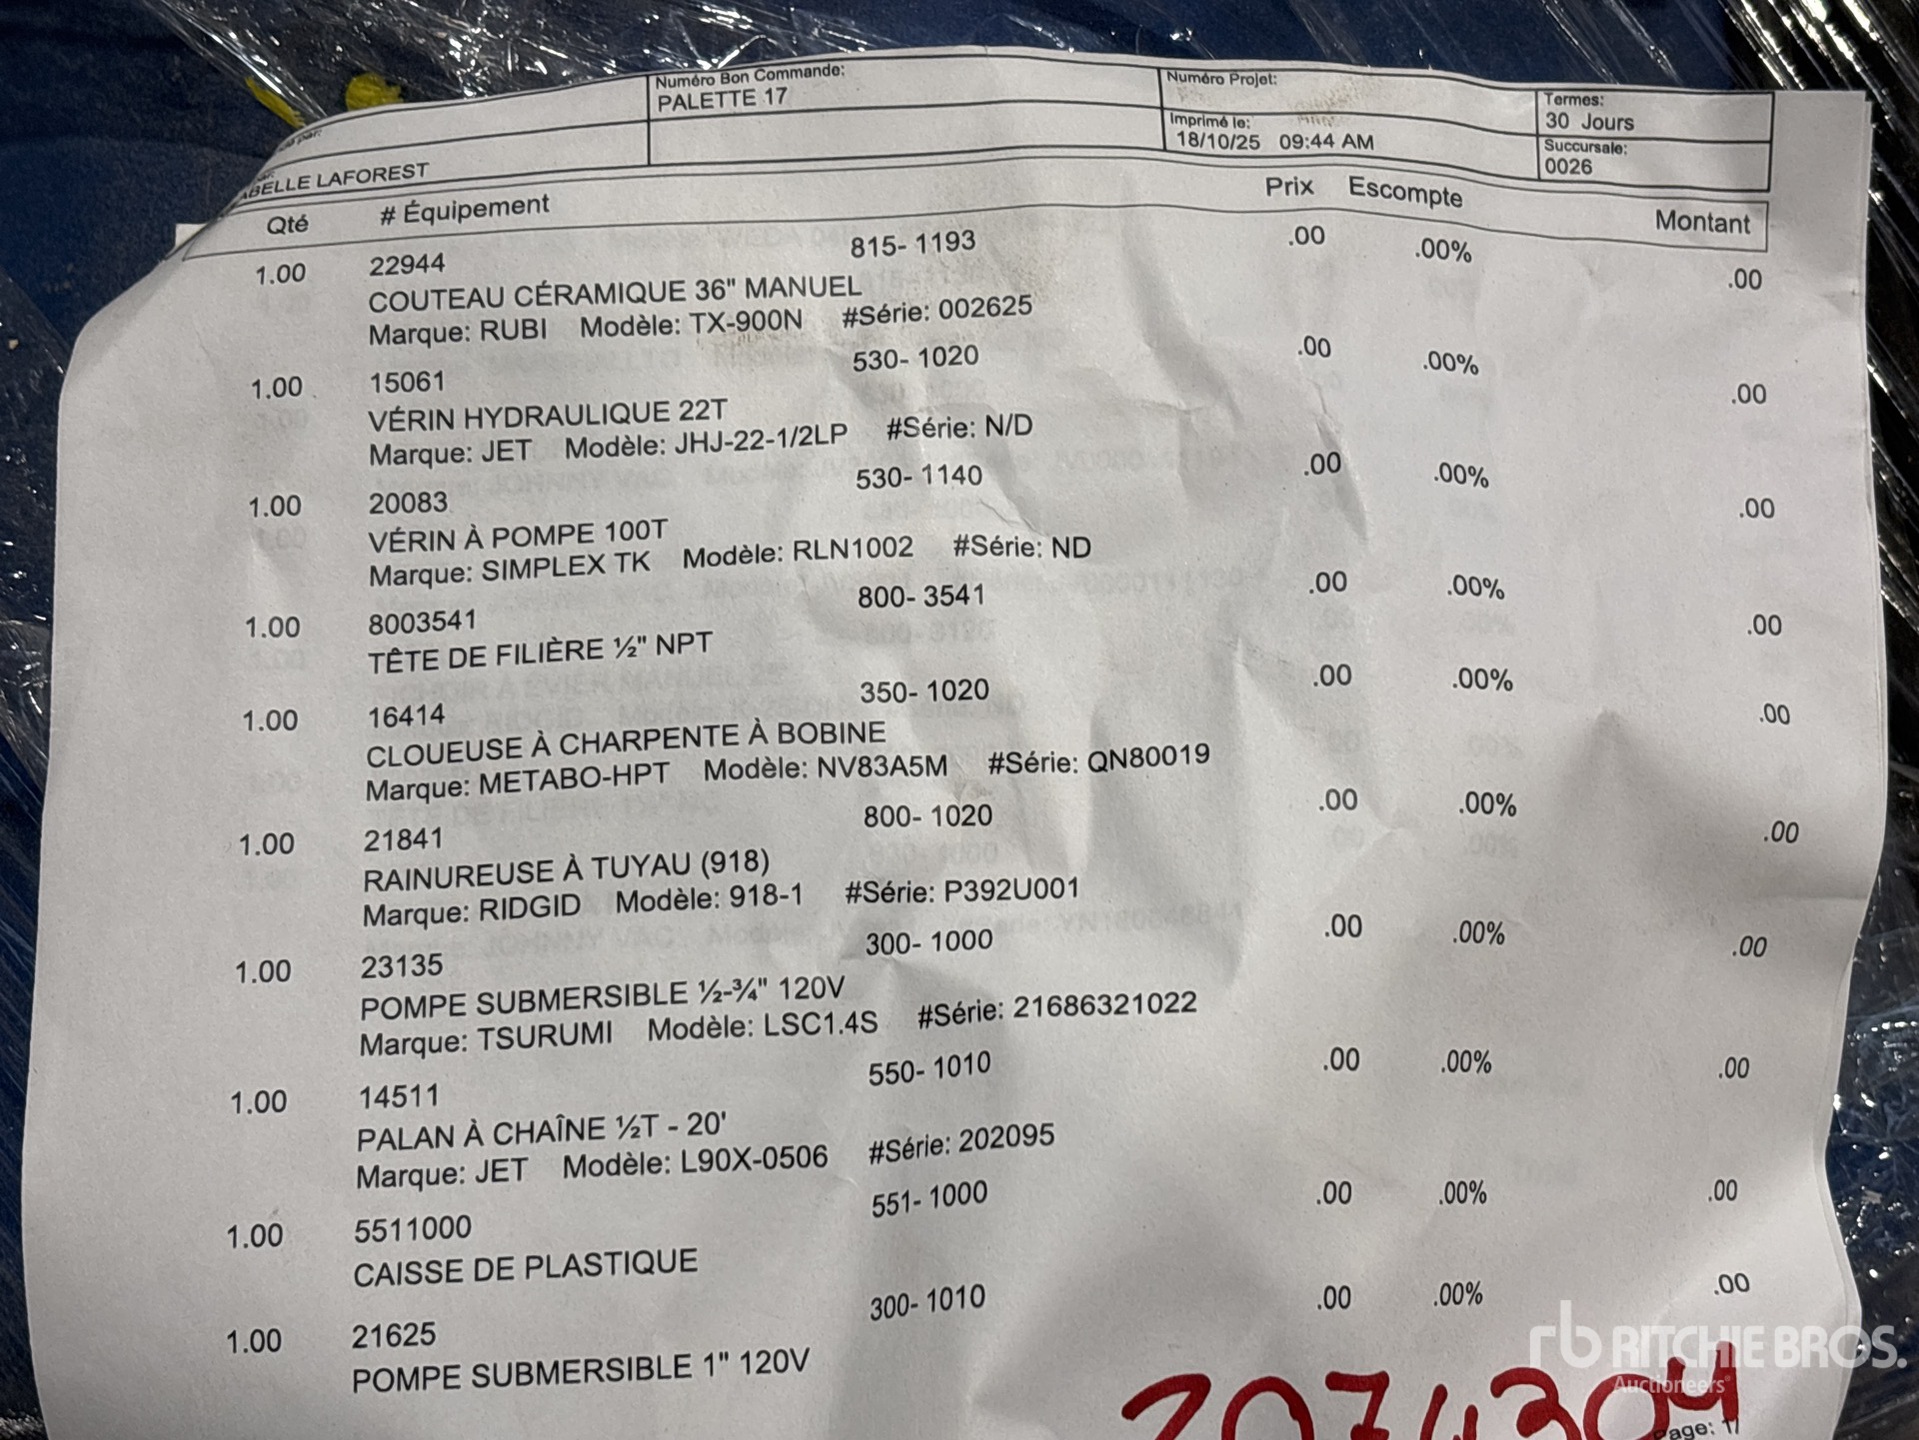 Numéro Bon Commande:
PALETTE 17
Numéro Projet:
Imprimé le:
18/10/25 09:44 AM
Termes:
30 Jours
Succursale:
0026
par:
ABELLE LAFOREST
Qté # Équipement Prix Escompte Montant
1.00 22944 815- 1193 .00 .00% .00
COUTEAU CÉRAMIQUE 36" MANUEL
Marque: RUBI Modèle: TX-900N #Série: 002625
1.00 15061 530- 1020 .00 .00% .00
VÉRIN HYDRAULIQUE 22T
Marque: JET Modèle: JHJ-22-1/2LP #Série: N/D
1.00 20083 530- 1140 .00 .00% .00
VÉRIN À POMPE 100T
Marque: SIMPLEX TK Modèle: RLN1002 #Série: ND
1.00 8003541 800- 3541 .00 .00% .00
TÊTE DE FILIÈRE ½" NPT
1.00 16414 350- 1020 .00 .00% .00
CLOUEUSE À CHARPENTE À BOBINE
Marque: METABO-HPT Modèle: NV83A5M #Série: QN80019
1.00 21841 800- 1020 .00 .00% .00
RAINUREUSE À TUYAU (918)
Marque: RIDGID Modèle: 918-1 #Série: P392U001
1.00 23135 300- 1000 .00 .00% .00
POMPE SUBMERSIBLE ½-¾" 120V
Marque: TSURUMI Modèle: LSC1.4S #Série: 21686321022
1.00 14511 550- 1010 .00 .00% .00
PALAN À CHAÎNE ½T - 20'
Marque: JET Modèle: L90X-0506 #Série: 202095
1.00 5511000 551- 1000 .00 .00% .00
CAISSE DE PLASTIQUE
1.00 21625 300- 1010 .00 .00% .00
POMPE SUBMERSIBLE 1" 120V
2074304
Page: 1/
rb RITCHIE BROS.
Auctioneers